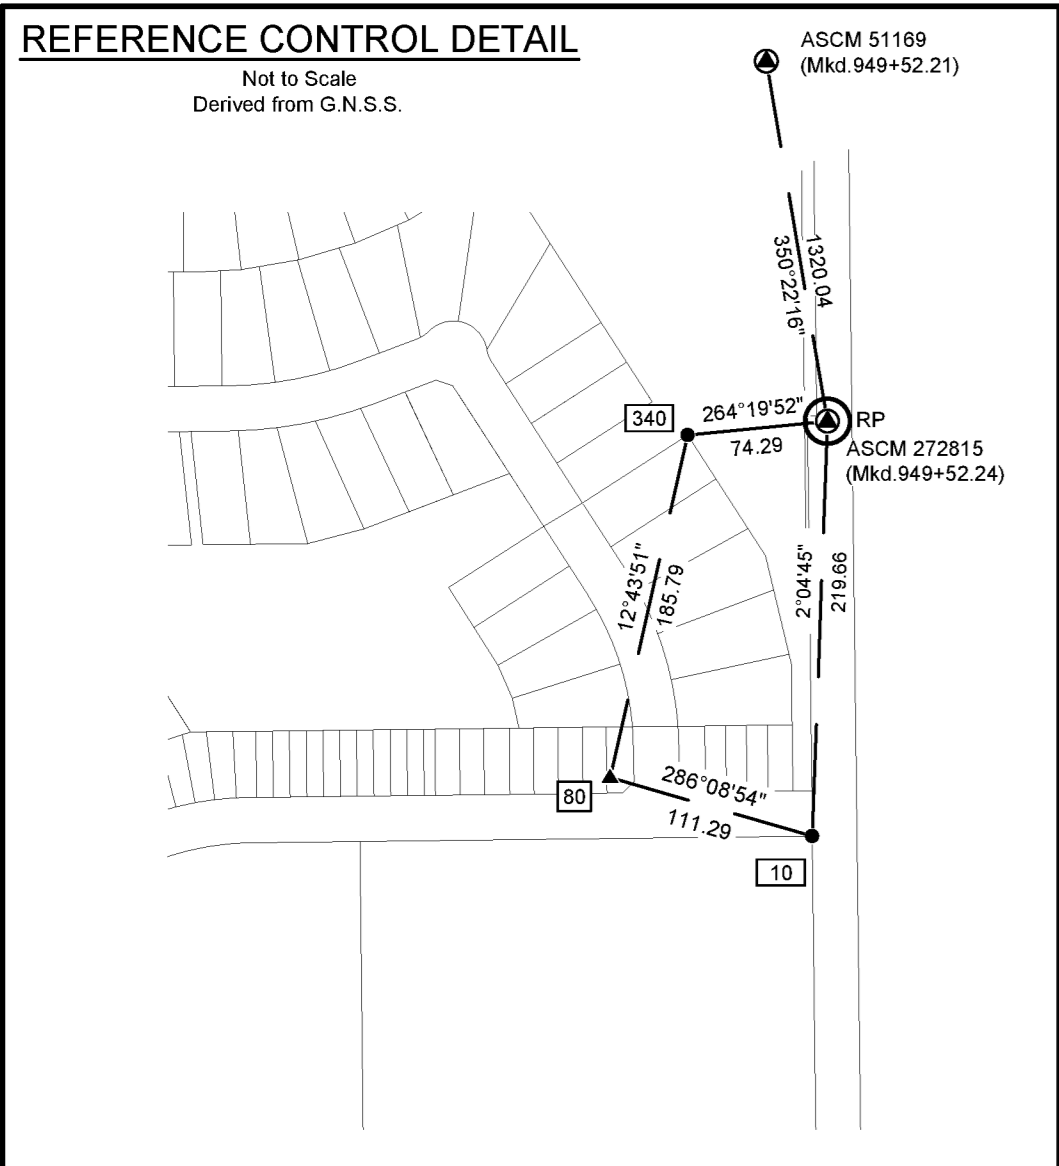 REFERENCE CONTROL DETAIL
Not to Scale
Derived from G.N.S.S.
ASCM 51169
(Mkd.949+52.21)
1320.04
350°22'16"
340
264°19'52"
74.29
RP
ASCM 272815
(Mkd.949+52.24)
12°43'51"
185.79
2°04'45"
219.66
80
286°08'54"
111.29
10